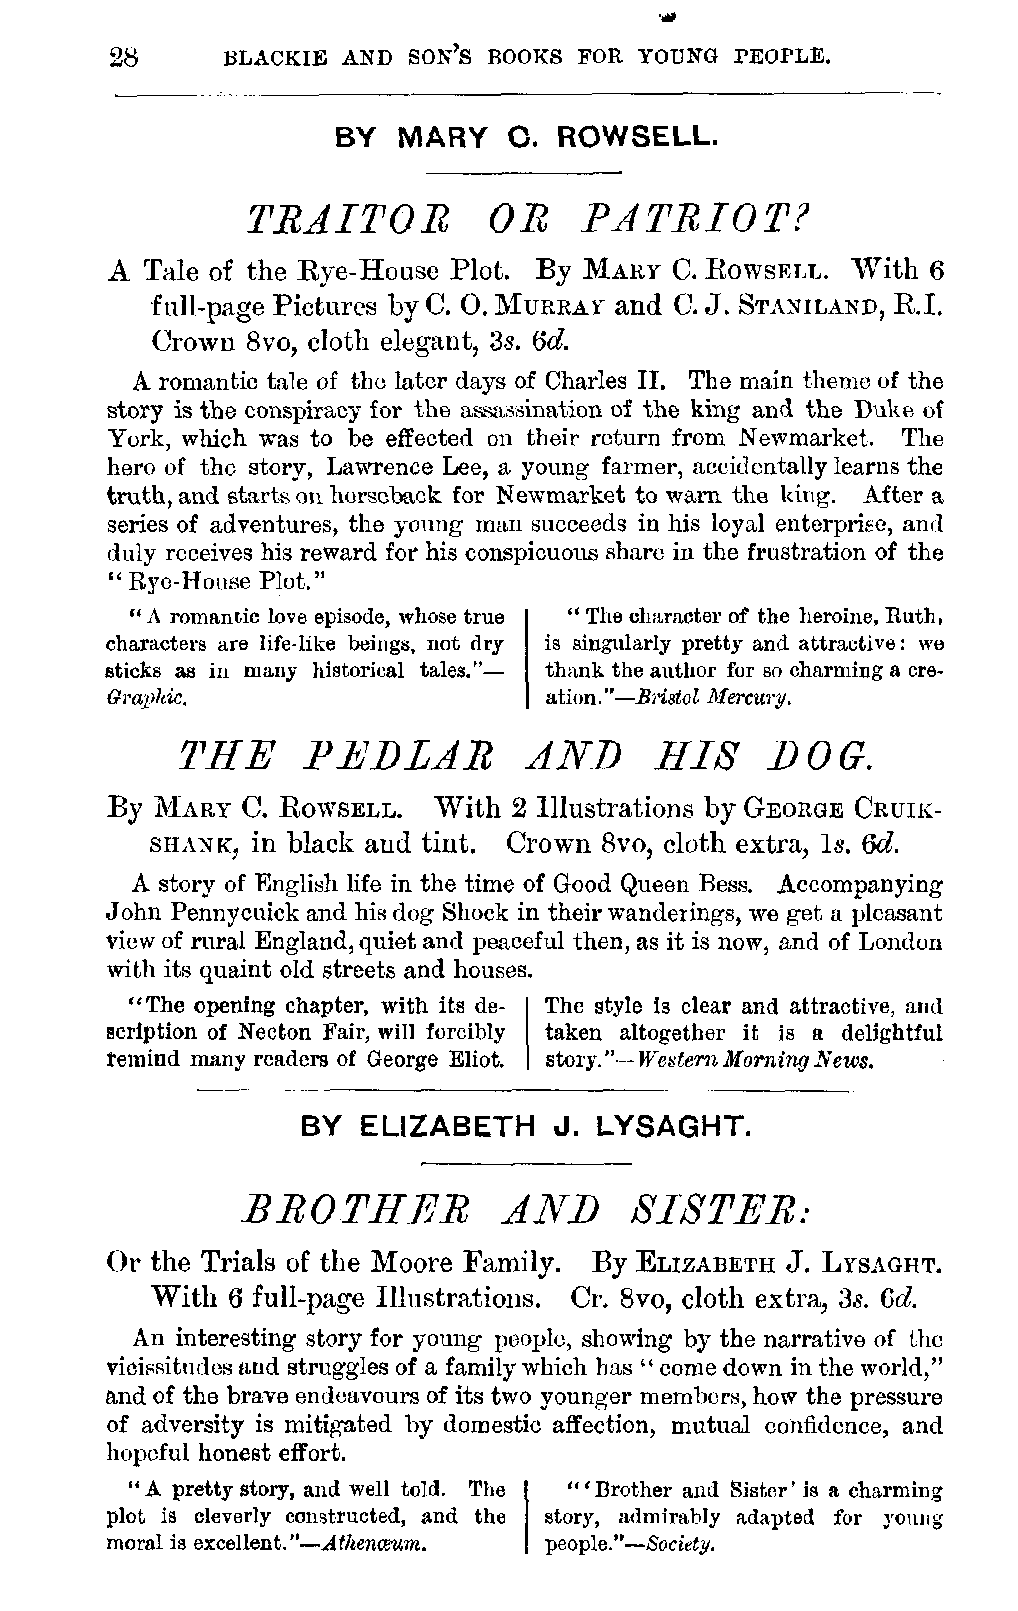 28 BLACKIE AND SON'S BOOKS FOR YOUNG PEOPLE.
BY MARY C. ROWSELL.
TRAITOR OR PATRIOT?
A Tale of the Rye-House Plot. By MARY C. ROWSELL. With 6
full-page Pictures by C. O. MURRAY and C. J. STANILAND, R.I.
Crown 8vo, cloth elegant, 3s. 6d.
A romantic tale of the later days of Charles II. The main theme of the
story is the conspiracy for the assassination of the king and the Duke of
York, which was to be effected on their return from Newmarket. The
hero of the story, Lawrence Lee, a young farmer, accidentally learns the
truth, and starts on horseback for Newmarket to warn the king. After a
series of adventures, the young man succeeds in his loyal enterprise, and
duly receives his reward for his conspicuous share in the frustration of the
"Rye-House Plot."
"A romantic love episode, whose true
characters are life-like beings, not dry
sticks as in many historical tales."—
Graphic.
"The character of the heroine, Ruth,
is singularly pretty and attractive: we
thank the author for so charming a cre-
ation."—Bristol Mercury.
THE PEDLAR AND HIS DOG.
By MARY C. ROWSELL. With 2 Illustrations by GEORGE CRUIK-
SHANK, in black and tint. Crown 8vo, cloth extra, 1s. 6d.
A story of English life in the time of Good Queen Bess. Accompanying
John Pennycuick and his dog Shock in their wanderings, we get a pleasant
view of rural England, quiet and peaceful then, as it is now, and of London
with its quaint old streets and houses.
"The opening chapter, with its de-
scription of Necton Fair, will forcibly
remind many readers of George Eliot.
The style is clear and attractive, and
taken altogether it is a delightful
story."—Western Morning News.
BY ELIZABETH J. LYSAGHT.
BROTHER AND SISTER:
Or the Trials of the Moore Family. By ELIZABETH J. LYSAGHT.
With 6 full-page Illustrations. Cr. 8vo, cloth extra, 3s. 6d.
An interesting story for young people, showing by the narrative of the
vicissitudes and struggles of a family which has "come down in the world,"
and of the brave endeavours of its two younger members, how the pressure
of adversity is mitigated by domestic affection, mutual confidence, and
hopeful honest effort.
"A pretty story, and well told. The
plot is cleverly constructed, and the
moral is excellent."—Athenœum.
"'Brother and Sister' is a charming
story, admirably adapted for young
people."—Society.